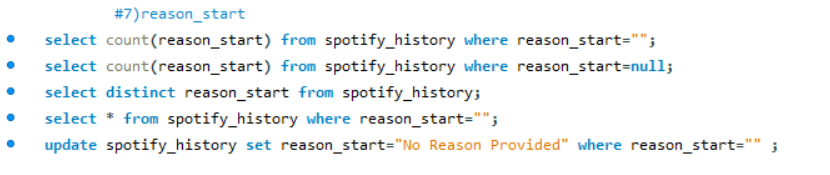 #7)reason_start
select count(reason_start) from spotify_history where reason_start="";
select count(reason_start) from spotify_history where reason_start=null;
select distinct reason_start from spotify_history;
select * from spotify_history where reason_start="";
update spotify_history set reason_start="No Reason Provided" where reason_start="" ;